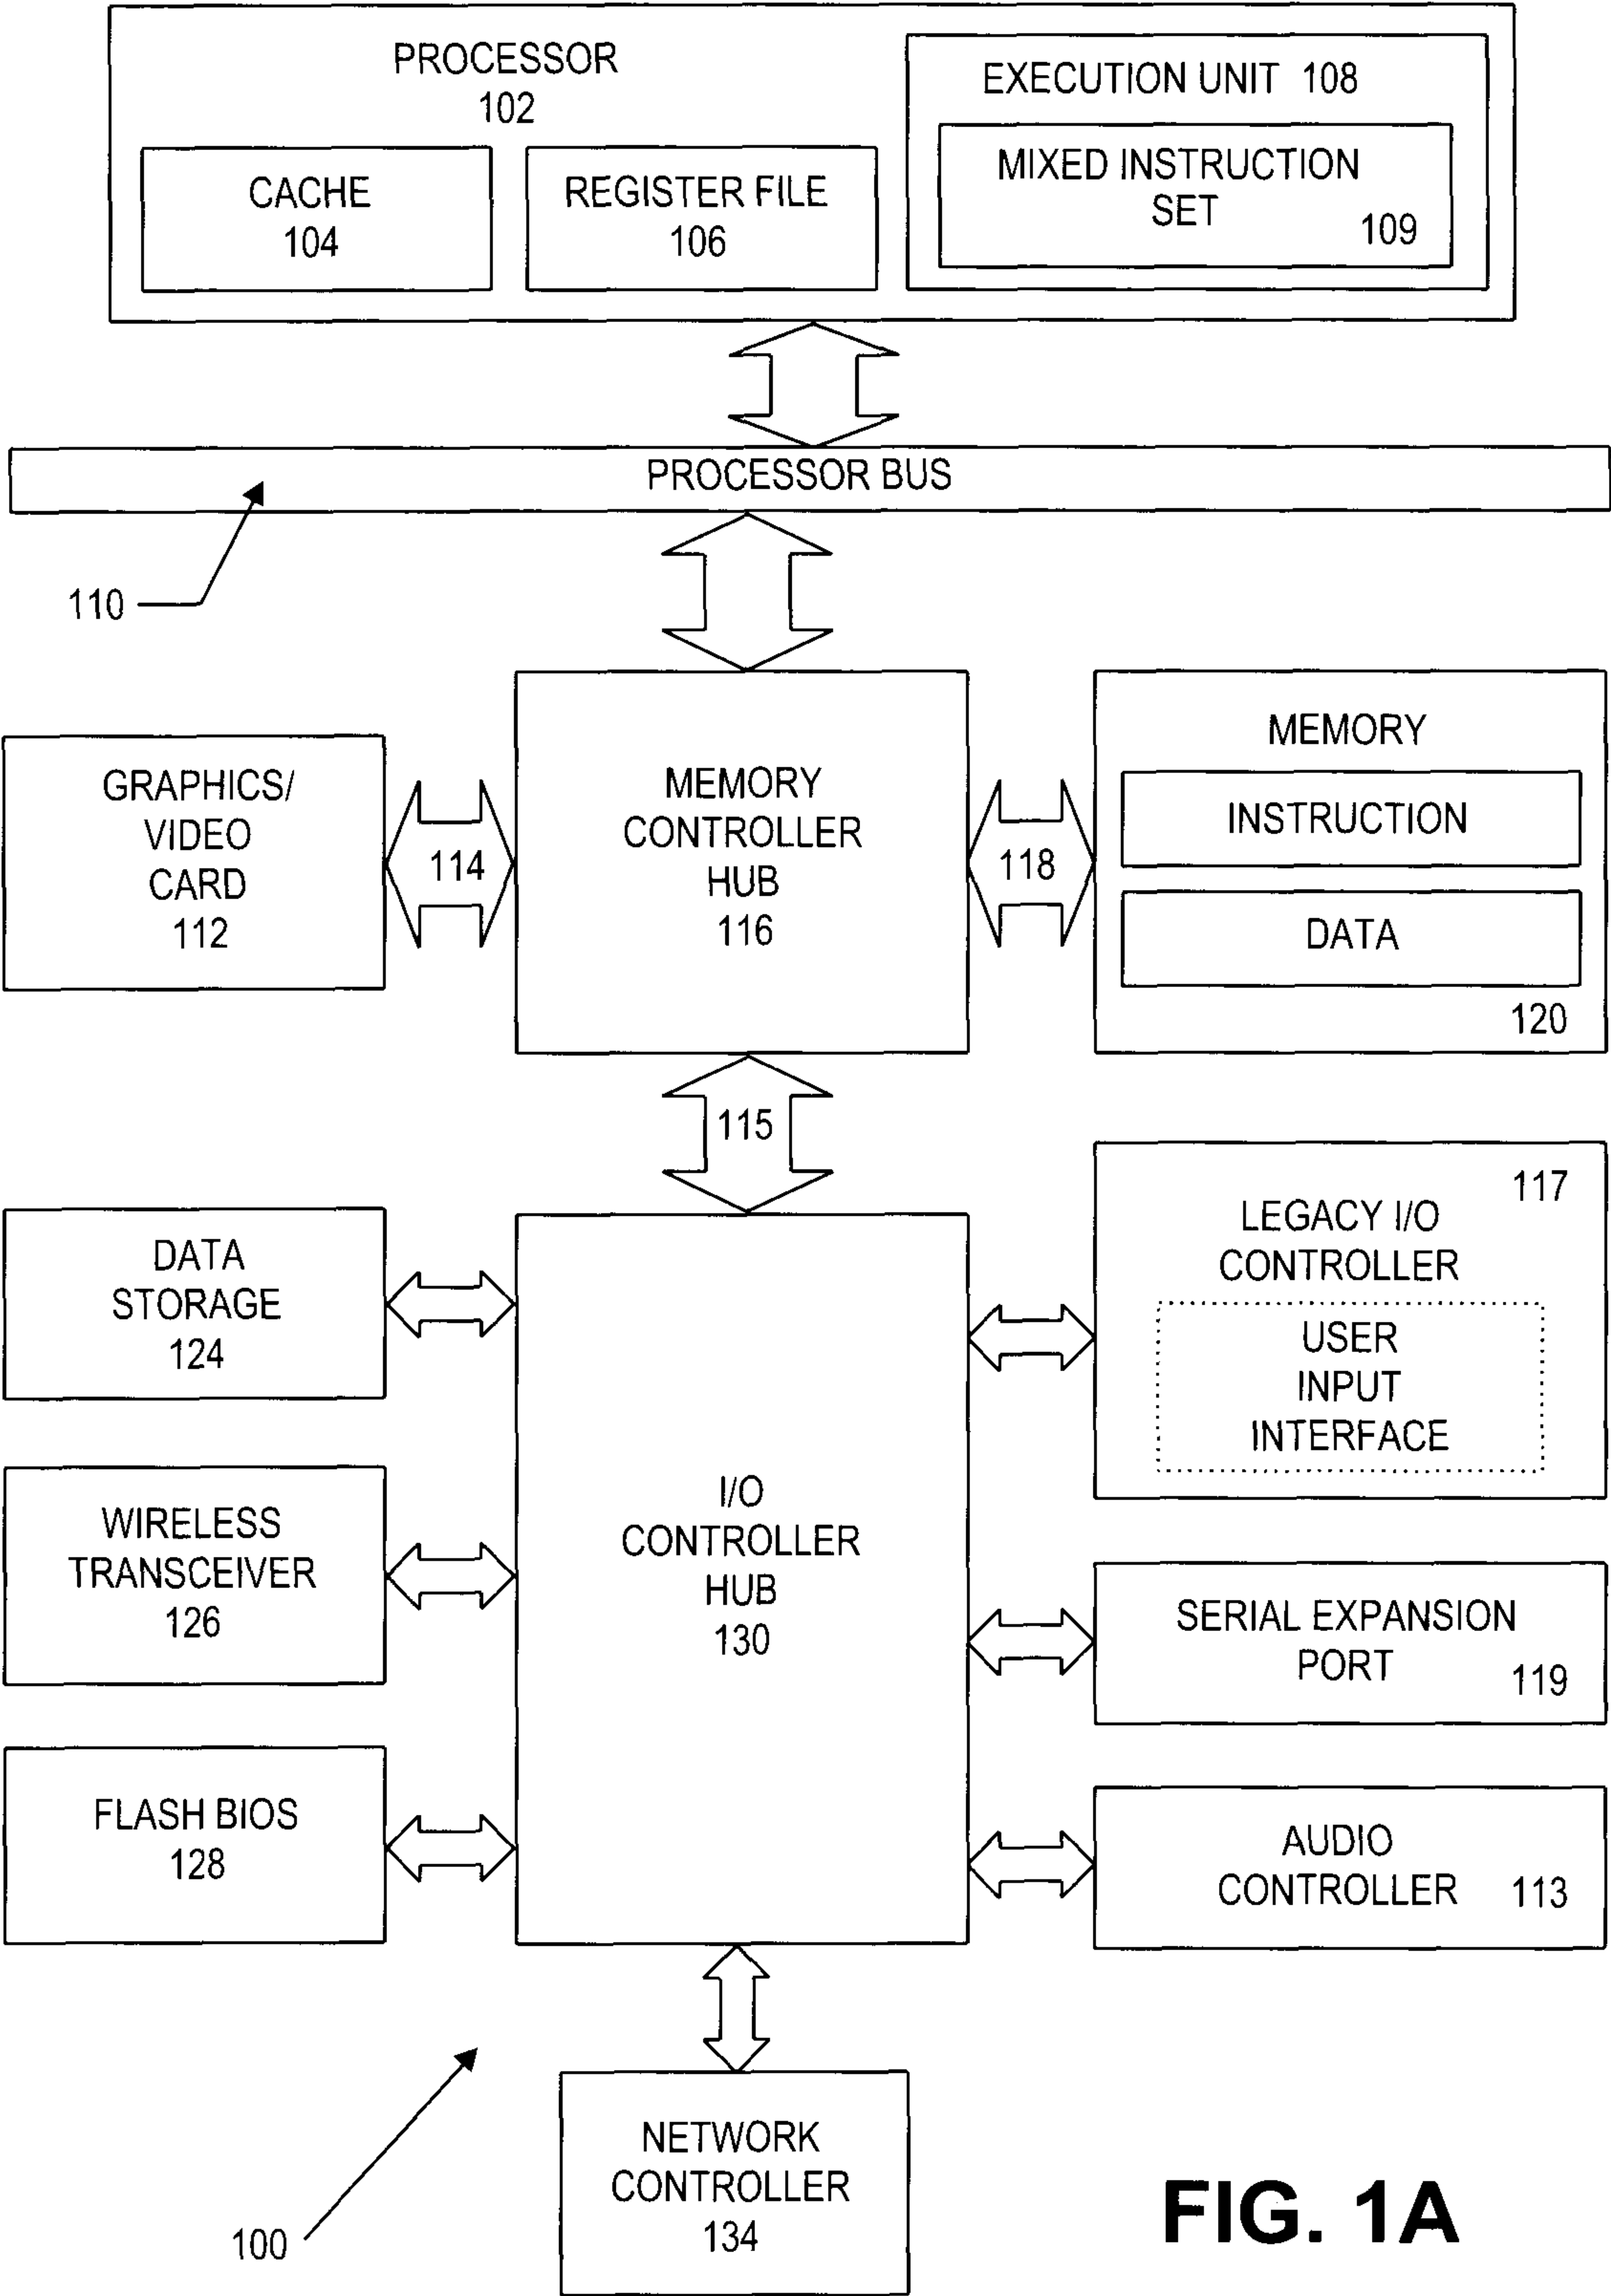 PROCESSOR
102
CACHE
104
REGISTER FILE
106
EXECUTION UNIT 108
MIXED INSTRUCTION
SET
109
PROCESSOR BUS
110
GRAPHICS/
VIDEO
CARD
112
114
MEMORY
CONTROLLER
HUB
116
118
MEMORY
INSTRUCTION
DATA
120
115
DATA
STORAGE
124
WIRELESS
TRANSCEIVER
126
FLASH BIOS
128
I/O
CONTROLLER
HUB
130
117
LEGACY I/O
CONTROLLER
USER
INPUT
INTERFACE
SERIAL EXPANSION
PORT
119
AUDIO
CONTROLLER 113
NETWORK
CONTROLLER
134
100
FIG. 1A